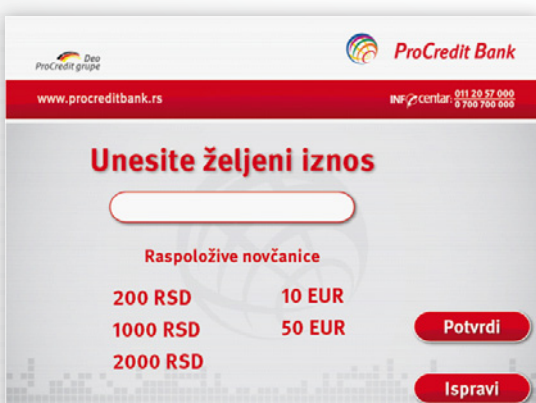 Deo
ProCredit grupe
ProCredit Bank
www.procreditbank.rs
INFO centar: 011 20 57 000
0 700 700 000
Unesite željeni iznos
Raspoložive novčanice
200 RSD 10 EUR
1000 RSD 50 EUR
2000 RSD
Potvrdi
Ispravi